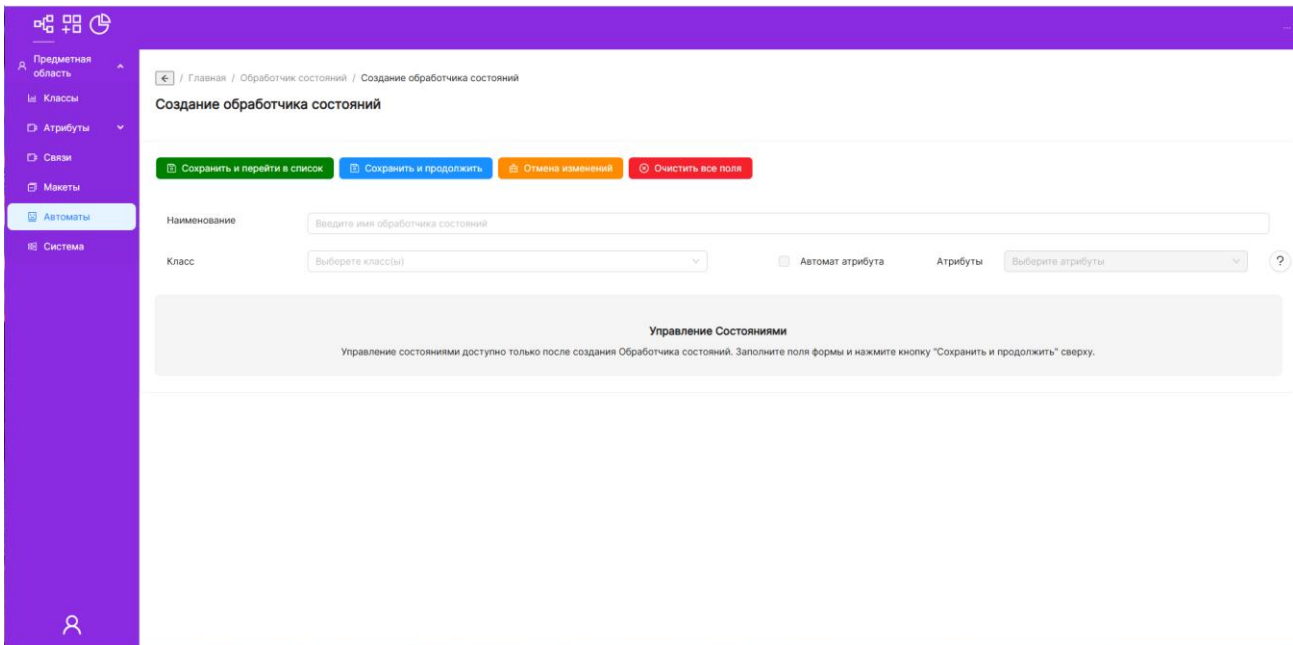 Предметная
область
Классы
Атрибуты
Связи
Макеты
Автоматы
Система
/ Главная / Обработчик состояний / Создание обработчика состояний
Создание обработчика состояний
Сохранить и перейти в список Сохранить и продолжить Отмена изменений Очистить все поля
Наименование Введите имя обработчика состояний
Класс Выберете класс(ы) Автомат атрибута Атрибуты Выберите атрибуты ?
Управление Состояниями
Управление состояниями доступно только после создания Обработчика состояний. Заполните поля формы и нажмите кнопку "Сохранить и продолжить" сверху.